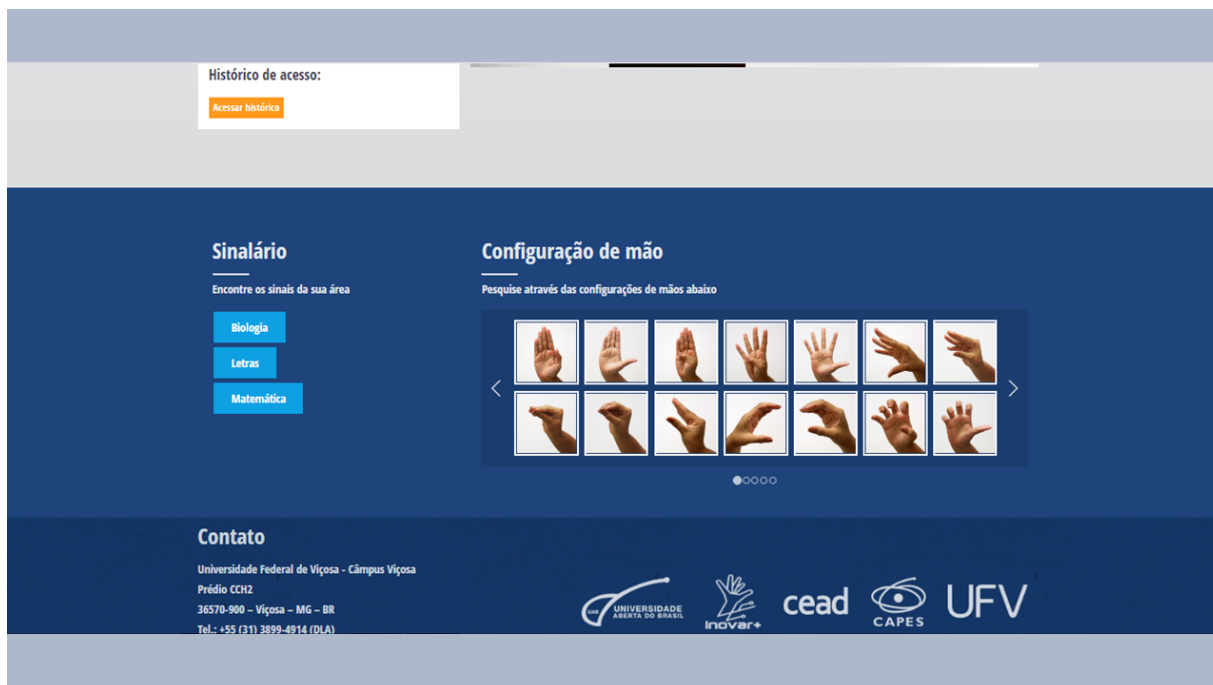 Histórico de acesso:
Acessar histórico
Sinalário
Encontre os sinais da sua área
Biologia
Letras
Matemática
Configuração de mão
Pesquise através das configurações de mãos abaixo
Contato
Universidade Federal de Viçosa - Câmpus Viçosa
Prédio CCH2
36570-900 – Viçosa – MG – BR
Tel.: +55 (31) 3899-4914 (DLA)
UAB
UNIVERSIDADE
ABERTA DO BRASIL
Inovar+
cead
CAPES
UFV